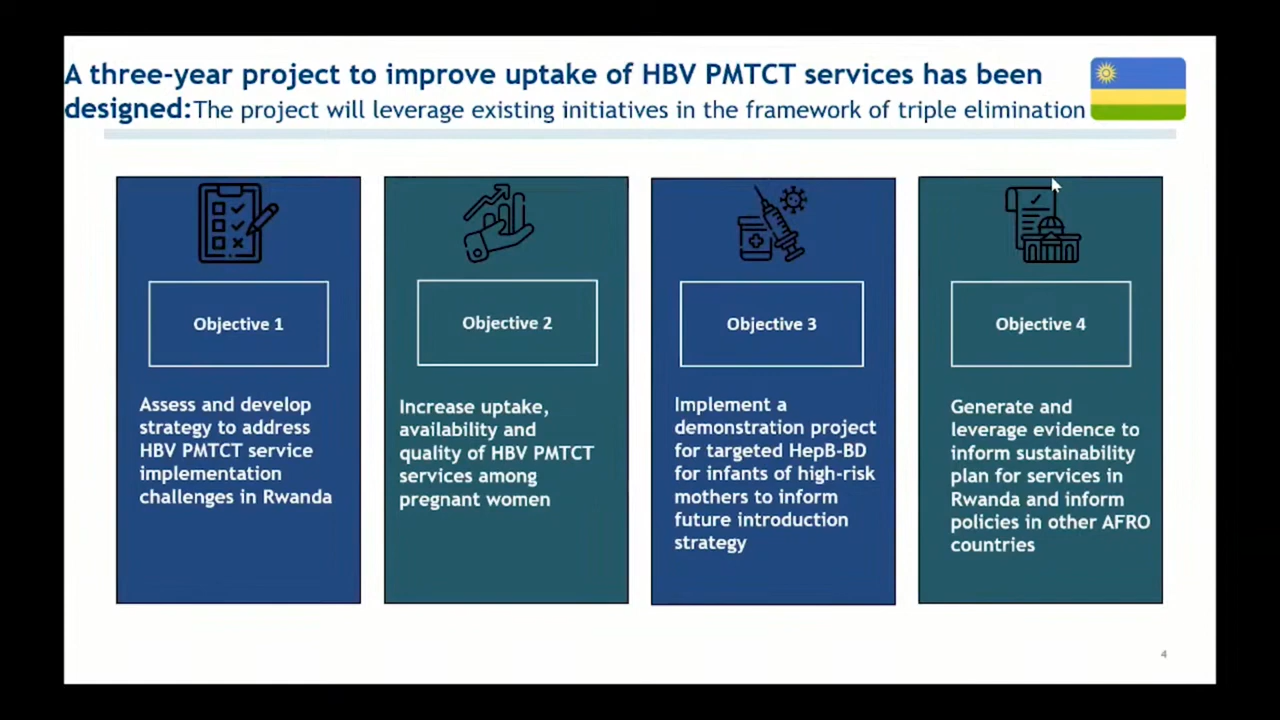 A three-year project to improve uptake of HBV PMTCT services has been
designed:The project will leverage existing initiatives in the framework of triple elimination
Objective 1
Assess and develop
strategy to address
HBV PMTCT service
implementation
challenges in Rwanda
Objective 2
Increase uptake,
availability and
quality of HBV PMTCT
services among
pregnant women
Objective 3
Implement a
demonstration project
for targeted HepB-BD
for infants of high-risk
mothers to inform
future introduction
strategy
Objective 4
Generate and
leverage evidence to
inform sustainability
plan for services in
Rwanda and inform
policies in other AFRO
countries
4